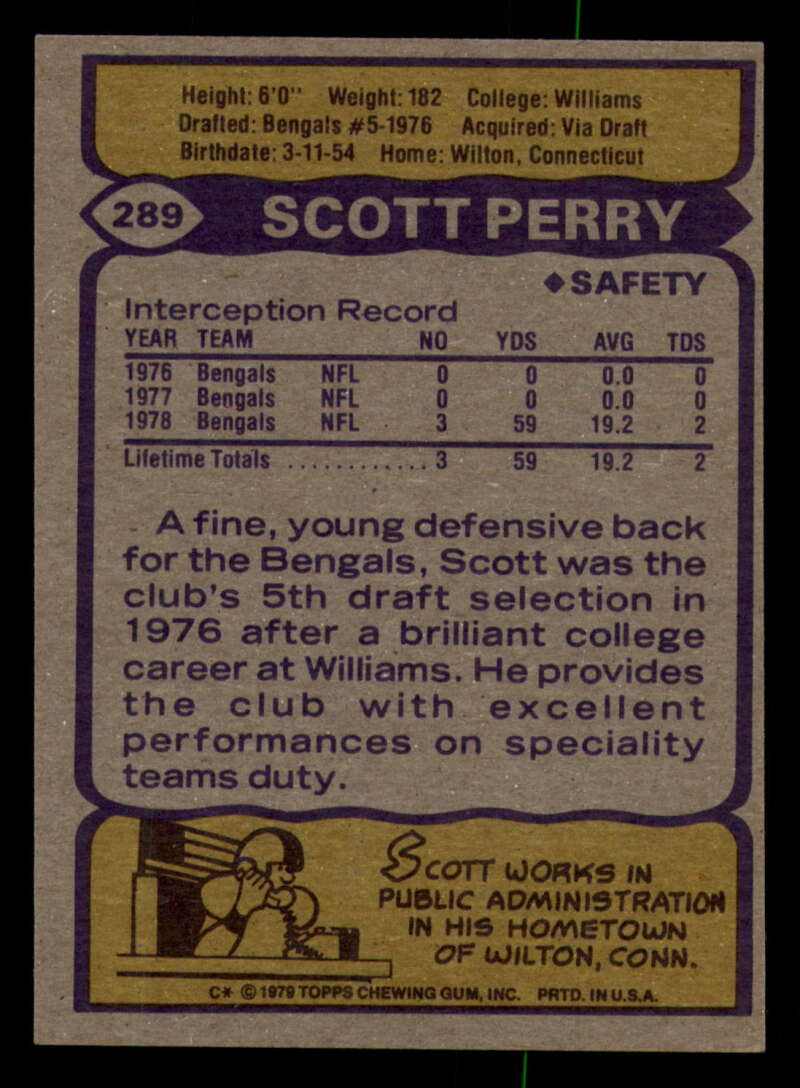 Height: 6'0" Weight: 182 College: Williams
Drafted: Bengals #5-1976 Acquired: Via Draft
Birthdate: 3-11-54 Home: Wilton, Connecticut
289 SCOTT PERRY
◆SAFETY
Interception Record
YEAR TEAM NO YDS AVG TDS
1976 Bengals NFL 0 0 0.0 0
1977 Bengals NFL 0 0 0.0 0
1978 Bengals NFL 3 59 19.2 2
Lifetime Totals ............ 3 59 19.2 2
A fine, young defensive back
for the Bengals, Scott was the
club's 5th draft selection in
1976 after a brilliant college
career at Williams. He provides
the club with excellent
performances on speciality
teams duty.
SCOTT WORKS IN
PUBLIC ADMINISTRATION
IN HIS HOMETOWN
OF WILTON, CONN.
C* © 1979 TOPPS CHEWING GUM, INC. PRTD. IN U.S.A.